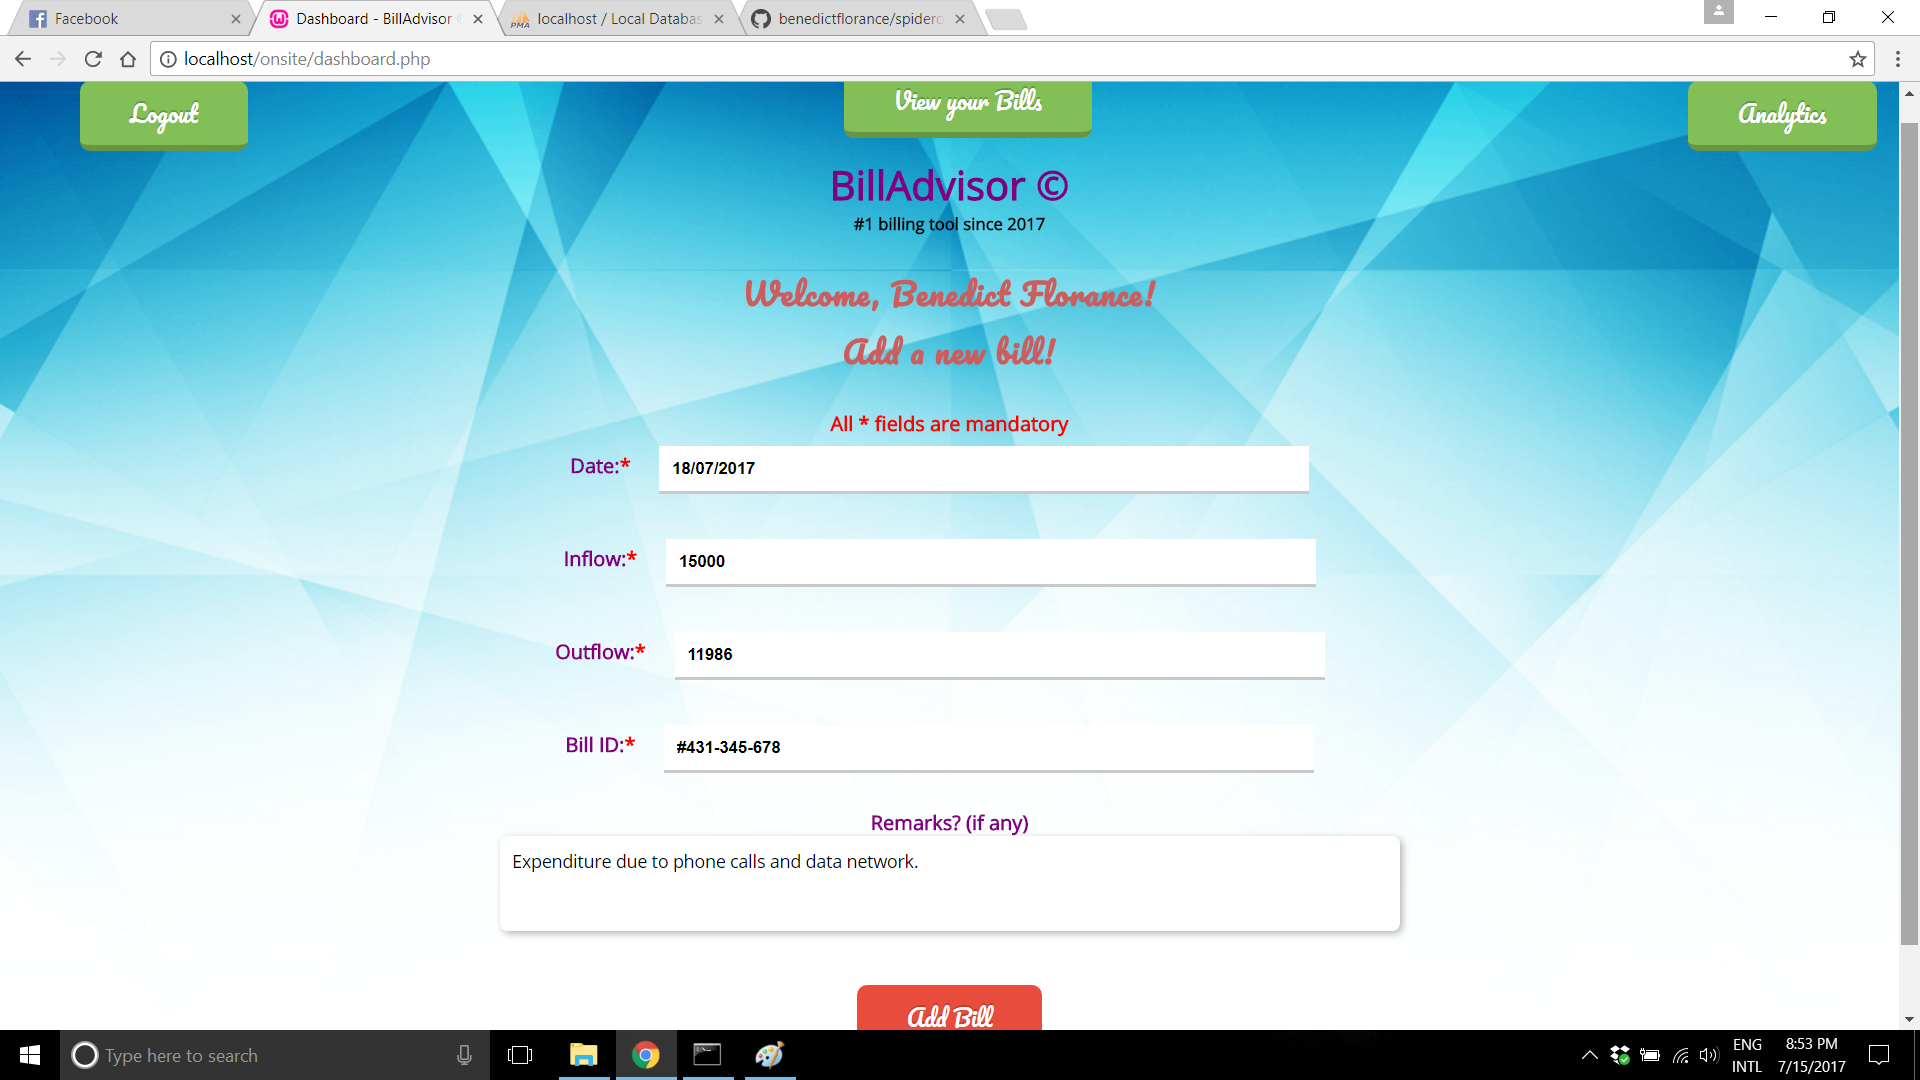 Facebook
Dashboard - BillAdvisor
localhost / Local Databas
benedictflorance/spider
localhost/onsite/dashboard.php
Logout
View your Bills
Analytics
BillAdvisor ©
#1 billing tool since 2017
Welcome, Benedict Florance!
Add a new bill!
All * fields are mandatory
Date:* 18/07/2017
Inflow:* 15000
Outflow:* 11986
Bill ID:* #431-345-678
Remarks? (if any)
Expenditure due to phone calls and data network.
Add Bill
Type here to search
ENG
INTL
8:53 PM
7/15/2017